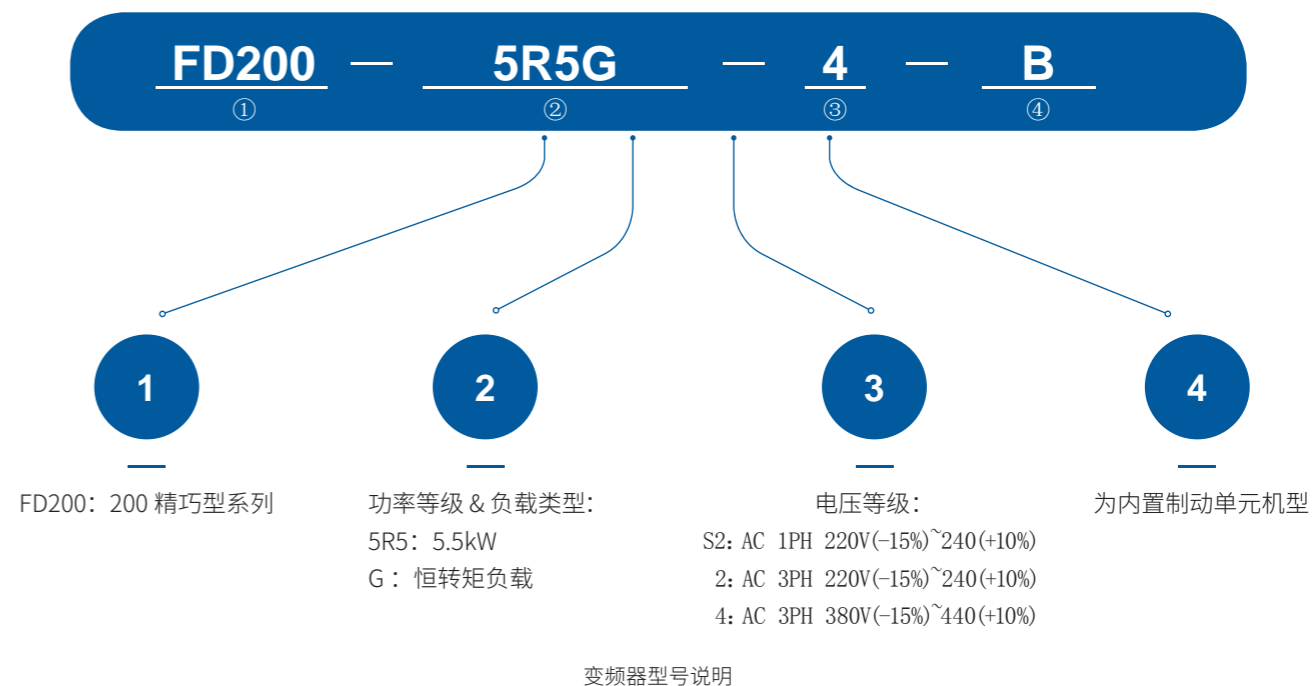 FD200 — 5R5G — 4 — B
① ② ③ ④
1 2 3 4
FD200：200 精巧型系列
功率等级 & 负载类型：
5R5：5.5kW
G ：恒转矩负载
电压等级：
S2: AC 1PH 220V(-15%)~240(+10%)
2: AC 3PH 220V(-15%)~240(+10%)
4: AC 3PH 380V(-15%)~440(+10%)
为内置制动单元机型
变频器型号说明